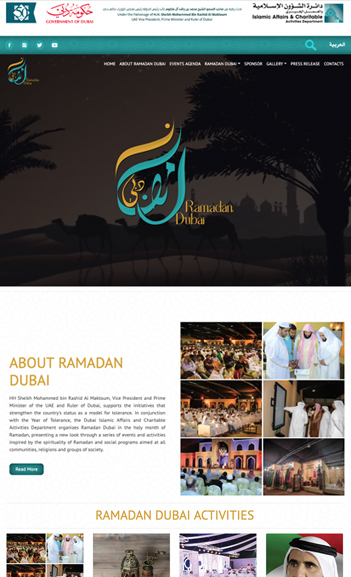 حكومة دبي
GOVERNMENT OF DUBAI
Under the Patronage of H.H. Sheikh Mohammed Bin Rashid Al Maktoum
UAE Vice President, Prime Minister and Ruler of Dubai
دائرة الشؤون الإسلامية
والعمل الخيري
Islamic Affairs & Charitable
Activities Department
العربية
HOME ABOUT RAMADAN DUBAI EVENTS AGENDA RAMADAN DUBAI SPONSOR GALLERY PRESS RELEASE CONTACTS
Ramadan
Dubai
ABOUT RAMADAN
DUBAI
HH Sheikh Mohammed bin Rashid Al Maktoum, Vice President and Prime
Minister of the UAE and Ruler of Dubai, supports the initiatives that
strengthen the country's status as a model for tolerance. In conjunction with
the Year of Tolerance, the Dubai Islamic Affairs and Charitable
Activities Department organizes Ramadan Dubai in the holy month of
Ramadan, presenting a new look through a series of events and activities
inspired by the spirituality of Ramadan and social programs aimed at all
communities, religions and groups of society.
Read More
RAMADAN DUBAI ACTIVITIES